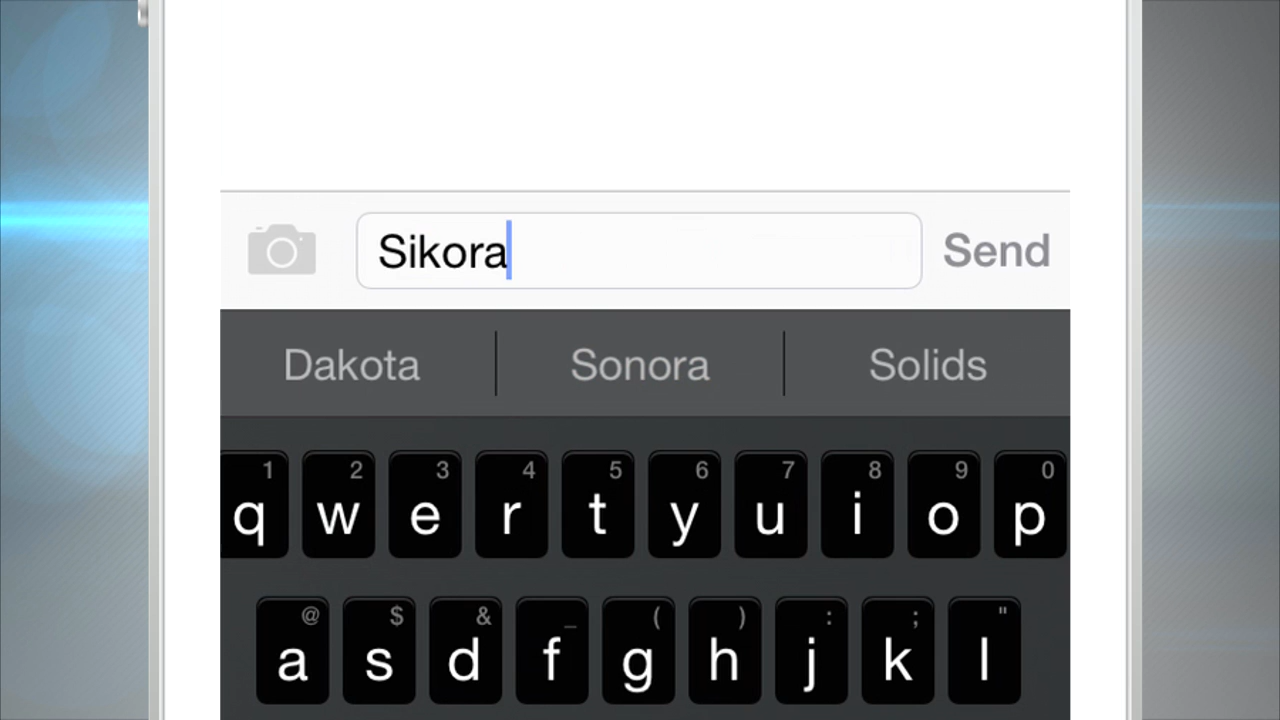 Sikora Send
Dakota Sonora Solids
1 2 3 4 5 6 7 8 9 0
q w e r t y u i o p
@ $ & _ ( ) : ; "
a s d f g h j k l